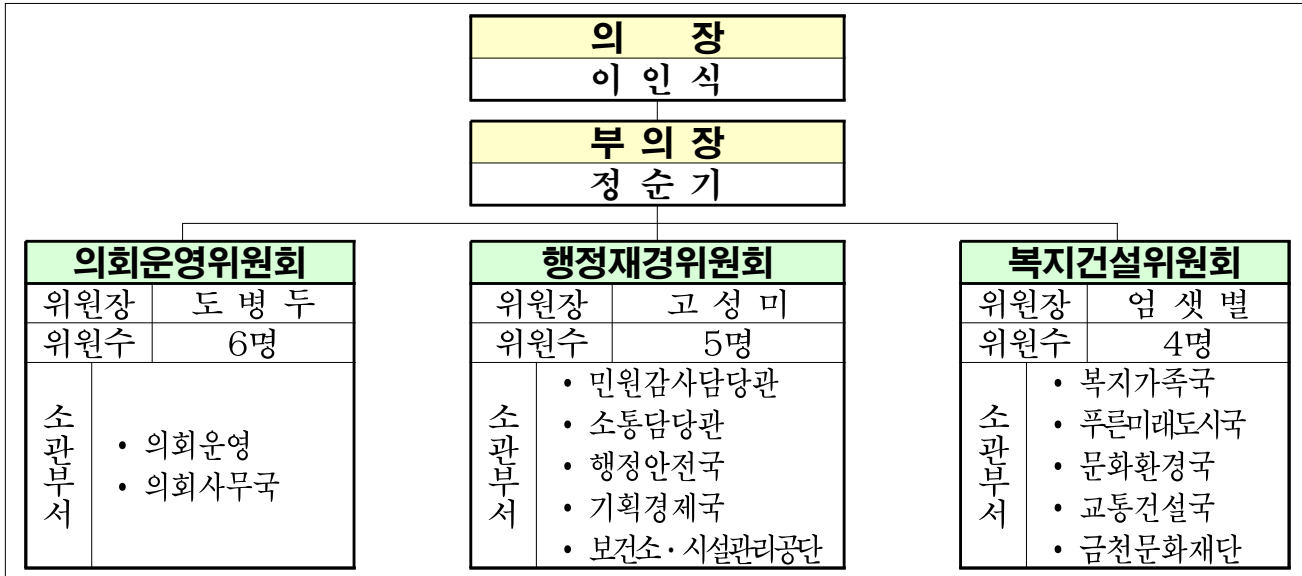 의 장
이 인 식
부 의 장
정 순 기
의회운영위원회
위원장 도 병 두
위원수 6명
소관부서
• 의회운영
• 의회사무국
행정재경위원회
위원장 고 성 미
위원수 5명
소관부서
• 민원감사담당관
• 소통담당관
• 행정안전국
• 기획경제국
• 보건소·시설관리공단
복지건설위원회
위원장 엄 샛 별
위원수 4명
소관부서
• 복지가족국
• 푸른미래도시국
• 문화환경국
• 교통건설국
• 금천문화재단